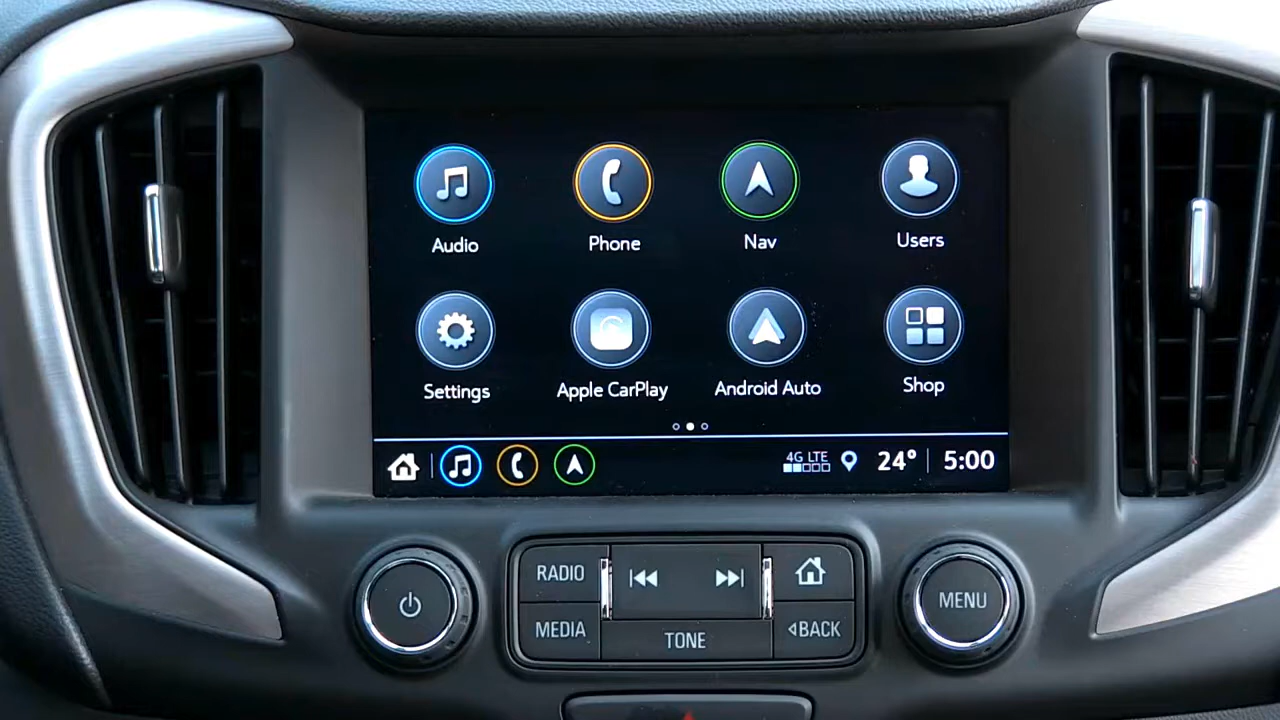 Audio Phone Nav Users
Settings Apple CarPlay Android Auto Shop
4G LTE 24° 5:00
RADIO
MEDIA TONE BACK
MENU